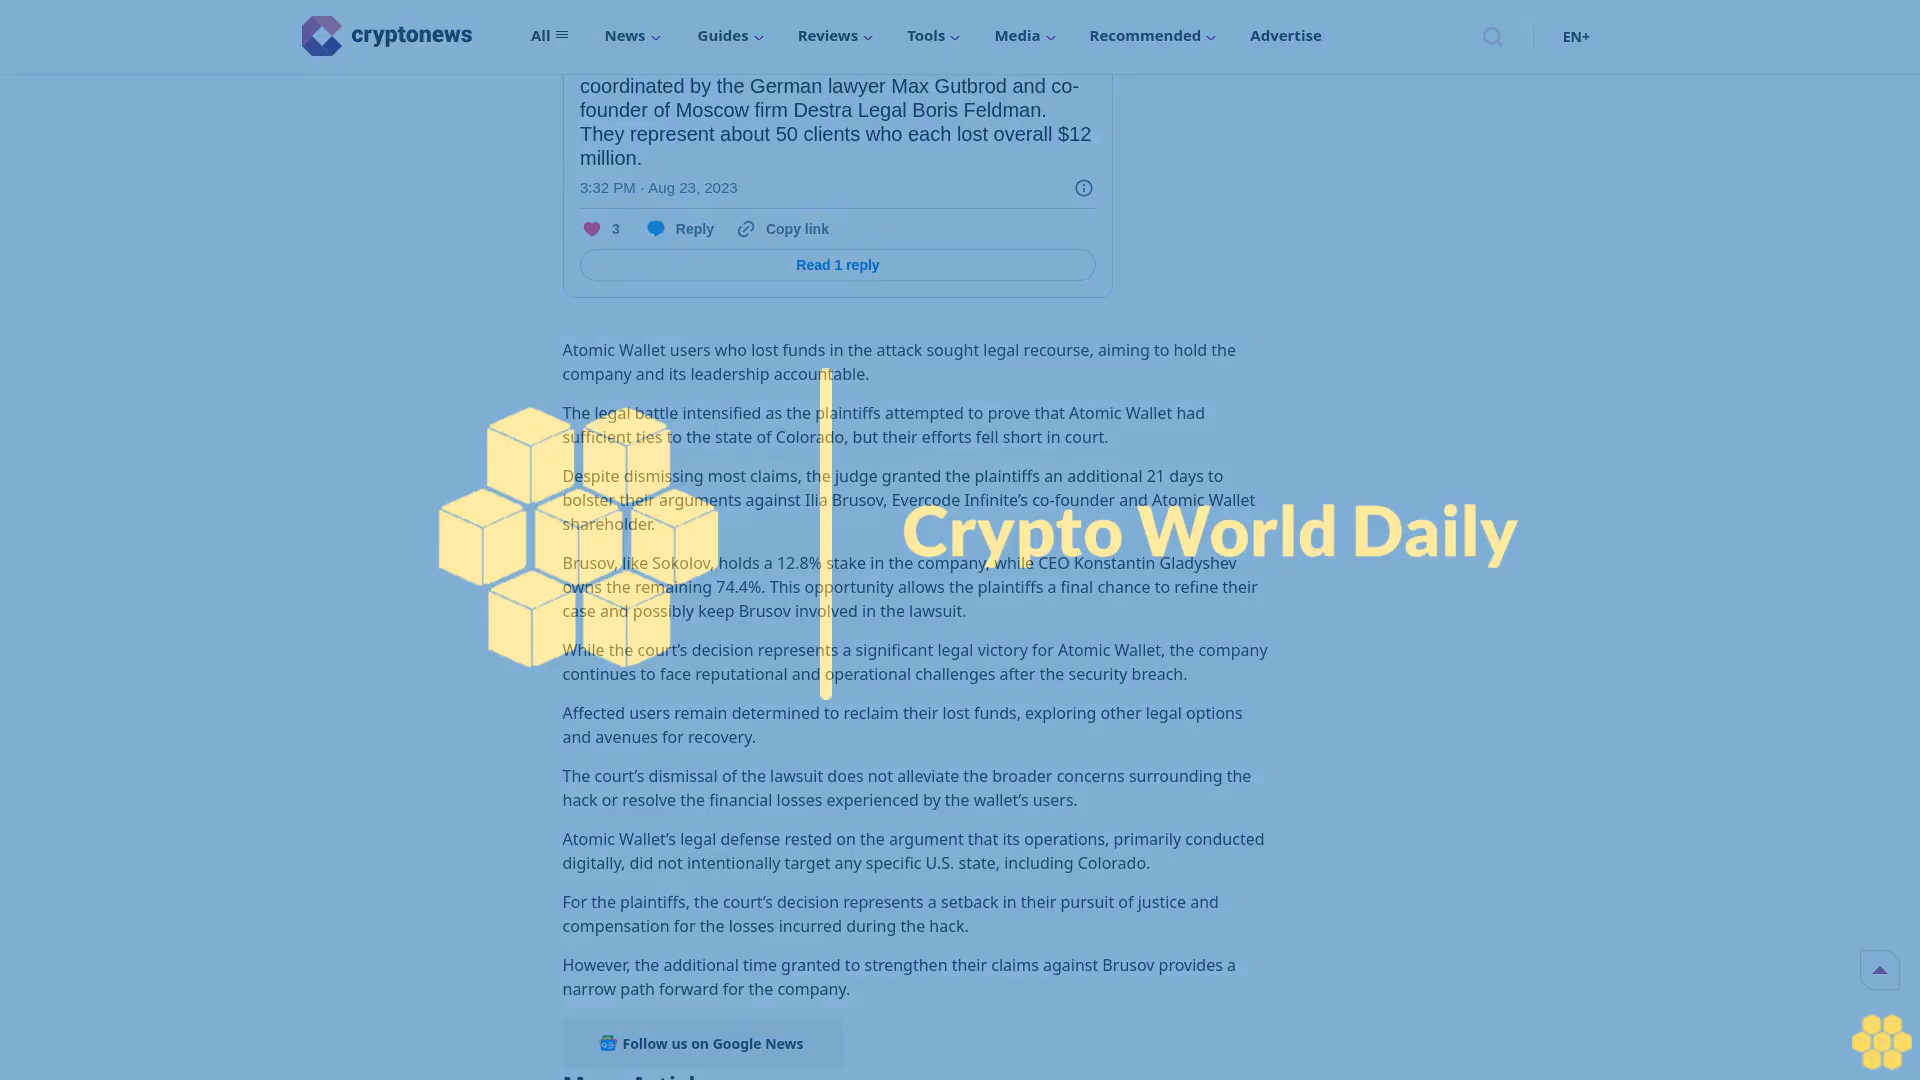 cryptonews
All
News
Guides
Reviews
Tools
Media
Recommended
Advertise
EN+
coordinated by the German lawyer Max Gutbrod and co-
founder of Moscow firm Destra Legal Boris Feldman.
They represent about 50 clients who each lost overall $12
million.
3:32 PM · Aug 23, 2023
3
Reply
Copy link
Read 1 reply
Atomic Wallet users who lost funds in the attack sought legal recourse, aiming to hold the
company and its leadership accountable.
The legal battle intensified as the plaintiffs attempted to prove that Atomic Wallet had
sufficient ties to the state of Colorado, but their efforts fell short in court.
Despite dismissing most claims, the judge granted the plaintiffs an additional 21 days to
bolster their arguments against Ilia Brusov, Evercode Infinite’s co-founder and Atomic Wallet
shareholder.
Brusov, like Sokolov, holds a 12.8% stake in the company, while CEO Konstantin Gladyshev
owns the remaining 74.4%. This opportunity allows the plaintiffs a final chance to refine their
case and possibly keep Brusov involved in the lawsuit.
While the court’s decision represents a significant legal victory for Atomic Wallet, the company
continues to face reputational and operational challenges after the security breach.
Affected users remain determined to reclaim their lost funds, exploring other legal options
and avenues for recovery.
The court’s dismissal of the lawsuit does not alleviate the broader concerns surrounding the
hack or resolve the financial losses experienced by the wallet’s users.
Atomic Wallet’s legal defense rested on the argument that its operations, primarily conducted
digitally, did not intentionally target any specific U.S. state, including Colorado.
For the plaintiffs, the court’s decision represents a setback in their pursuit of justice and
compensation for the losses incurred during the hack.
However, the additional time granted to strengthen their claims against Brusov provides a
narrow path forward for the company.
Follow us on Google News
Crypto World Daily